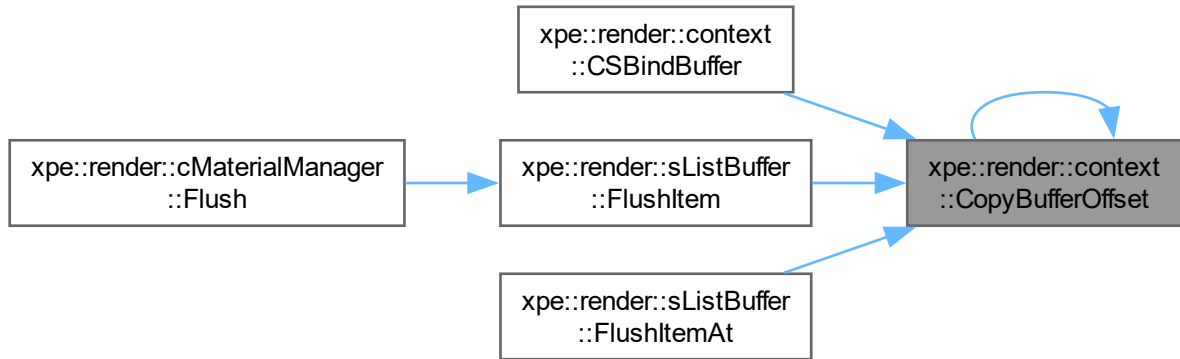 xpe::render::context
::CSBindBuffer
xpe::render::cMaterialManager
::Flush
xpe::render::sListBuffer
::FlushItem
xpe::render::context
::CopyBufferOffset
xpe::render::sListBuffer
::FlushItemAt